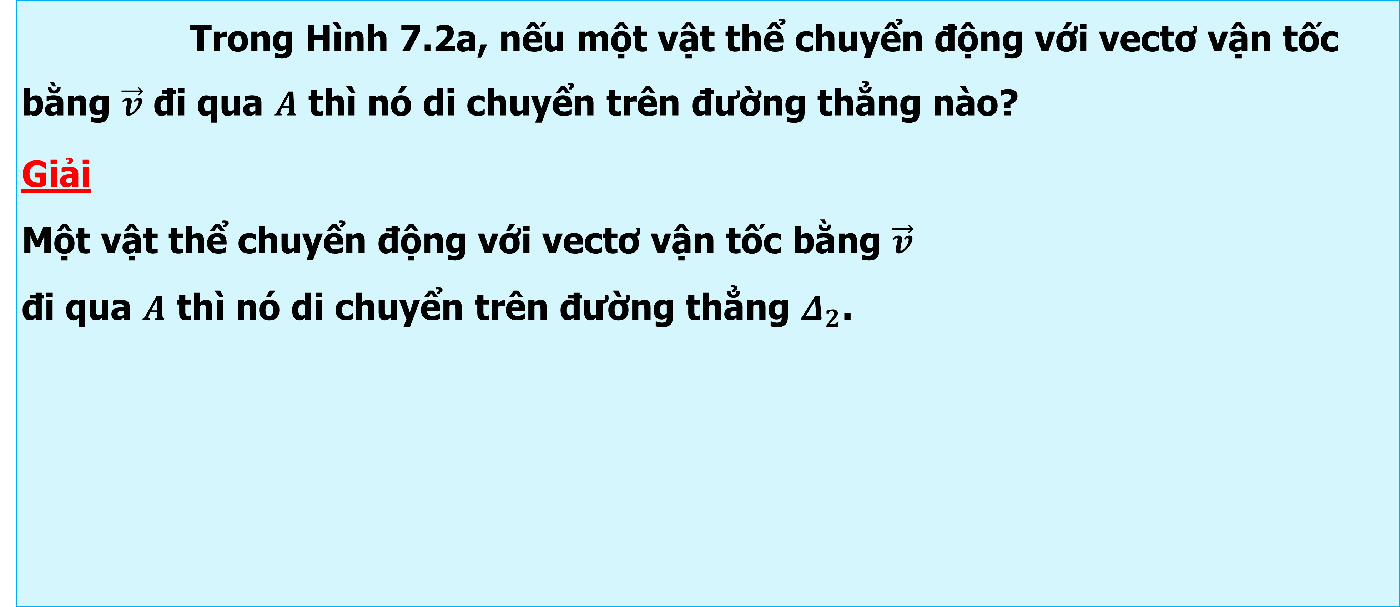 Trong Hình 7.2a, nếu một vật thể chuyển động với vectơ vận tốc
bằng $\vec{v}$ đi qua A thì nó di chuyển trên đường thẳng nào?
Giải
Một vật thể chuyển động với vectơ vận tốc bằng $\vec{v}$
đi qua A thì nó di chuyển trên đường thẳng Δ₂.